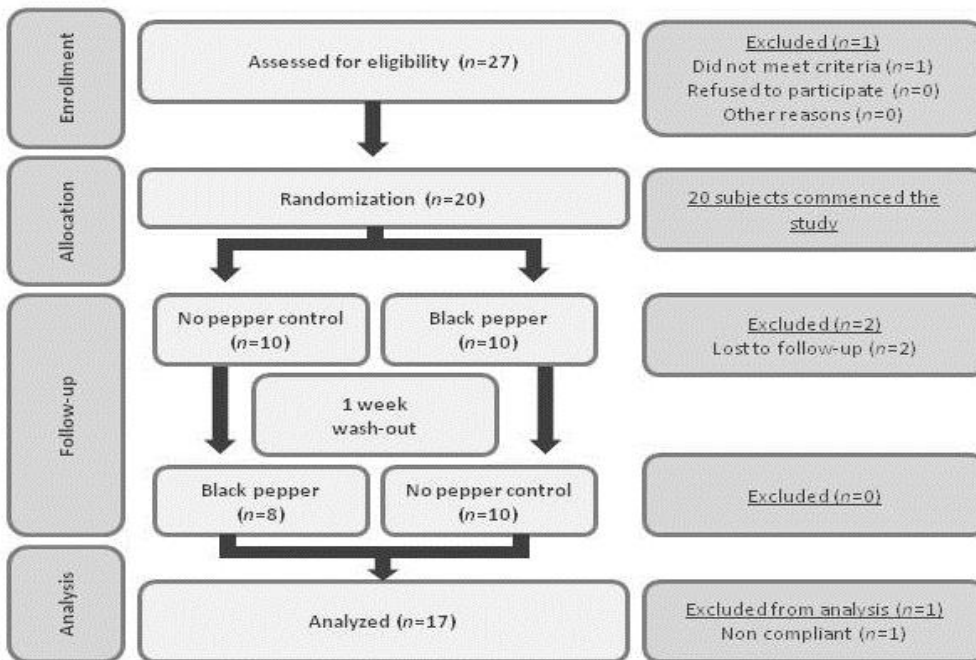 Enrollment
Assessed for eligibility (n=27)
Excluded (n=1)
Did not meet criteria (n=1)
Refused to participate (n=0)
Other reasons (n=0)
Allocation
Randomization (n=20)
20 subjects commenced the
study
Follow-up
No pepper control
(n=10)
Black pepper
(n=10)
Excluded (n=2)
Lost to follow-up (n=2)
1 week
wash-out
Black pepper
(n=8)
No pepper control
(n=10)
Excluded (n=0)
Analysis
Analyzed (n=17)
Excluded from analysis (n=1)
Non compliant (n=1)